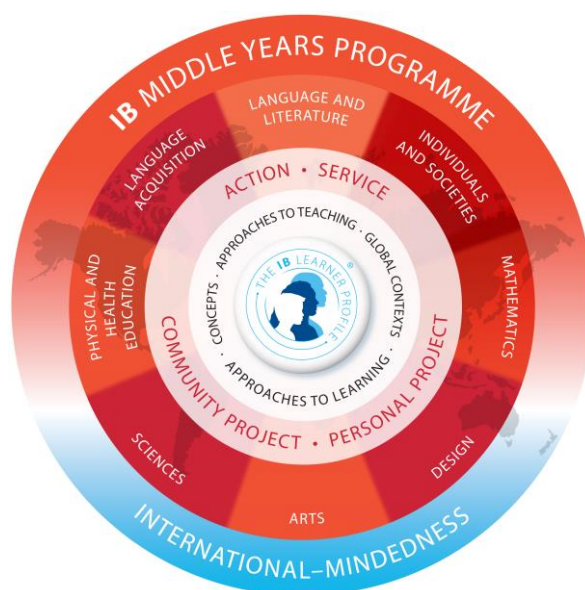 IB MIDDLE YEARS PROGRAMME
LANGUAGE AND
LITERATURE
LANGUAGE
ACQUISITION
INDIVIDUALS
AND SOCIETIES
PHYSICAL AND
HEALTH
EDUCATION
MATHEMATICS
SCIENCES
ARTS
DESIGN
ACTION • SERVICE
COMMUNITY PROJECT • PERSONAL PROJECT
APPROACHES TO TEACHING · GLOBAL CONTEXTS ·
APPROACHES TO LEARNING · CONCEPTS ·
• THE IB LEARNER PROFILE •
®
INTERNATIONAL–MINDEDNESS